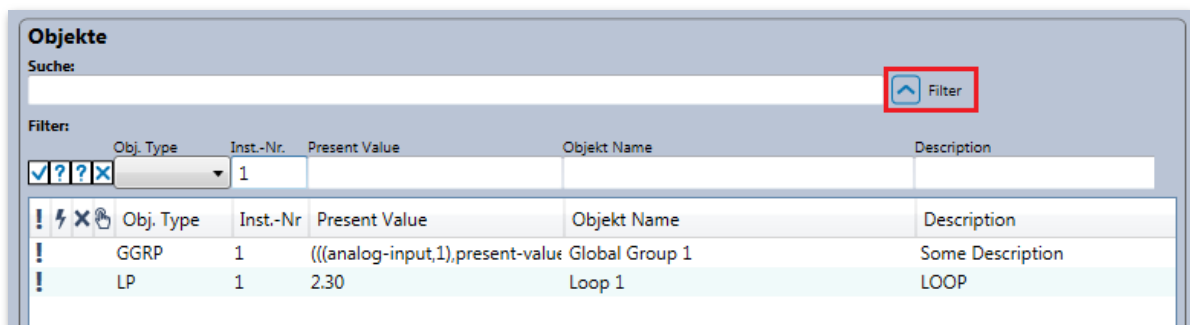 Objekte
Suche:
Filter
Filter:
Obj. Type Inst.-Nr. Present Value Objekt Name Description
1
! Obj. Type Inst.-Nr Present Value Objekt Name Description
! GGRP 1 (((analog-input,1),present-value Global Group 1 Some Description
! LP 1 2.30 Loop 1 LOOP